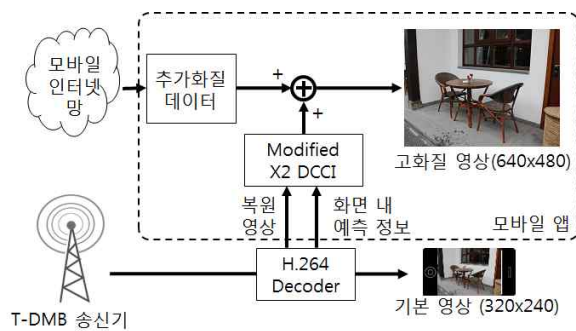 모바일
인터넷
망
추가화질
데이터
+
+
Modified
X2 DCCI
고화질 영상(640x480)
복원
영상
화면 내
예측 정보
모바일 앱
H.264
Decoder
T-DMB 송신기
기본 영상 (320x240)